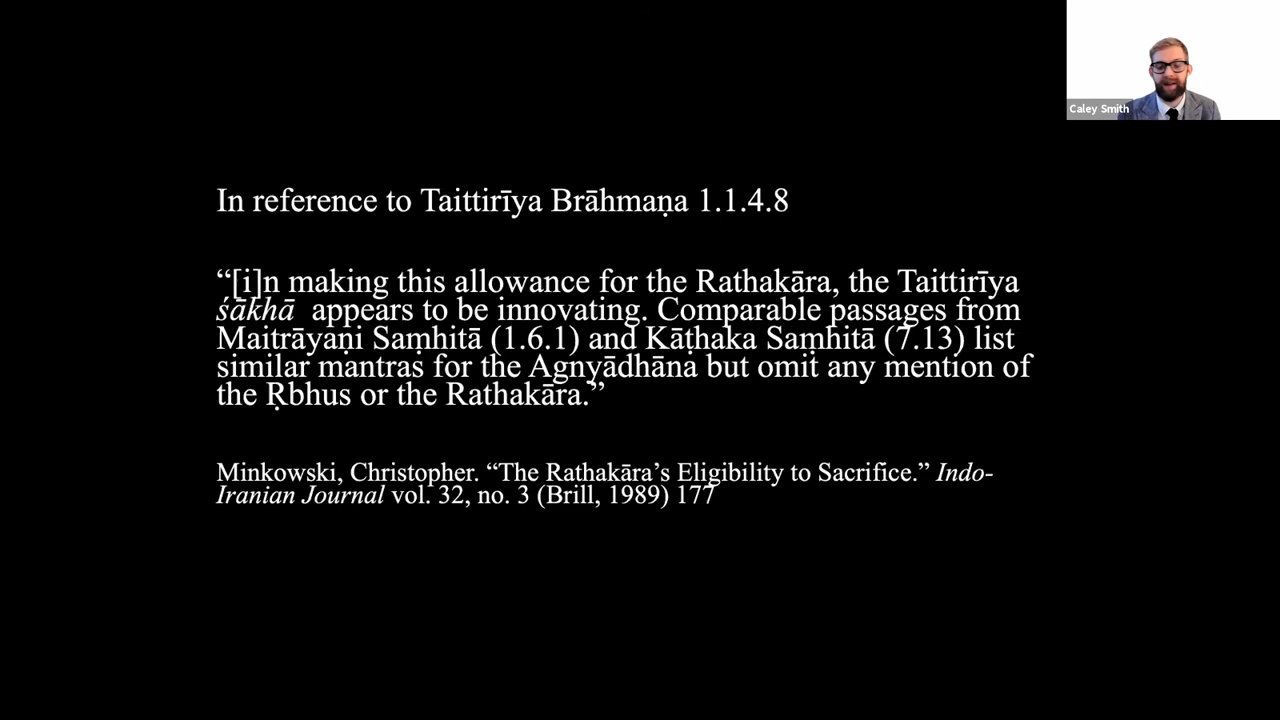 Caley Smith
In reference to Taittirīya Brāhmaṇa 1.1.4.8
“[i]n making this allowance for the Rathakāra, the Taittirīya
śākhā appears to be innovating. Comparable passages from
Maitrāyaṇi Saṃhitā (1.6.1) and Kāṭhaka Saṃhitā (7.13) list
similar mantras for the Agnyādhāna but omit any mention of
the Ṛbhus or the Rathakāra.”
Minkowski, Christopher. “The Rathakāra’s Eligibility to Sacrifice.” Indo-
Iranian Journal vol. 32, no. 3 (Brill, 1989) 177